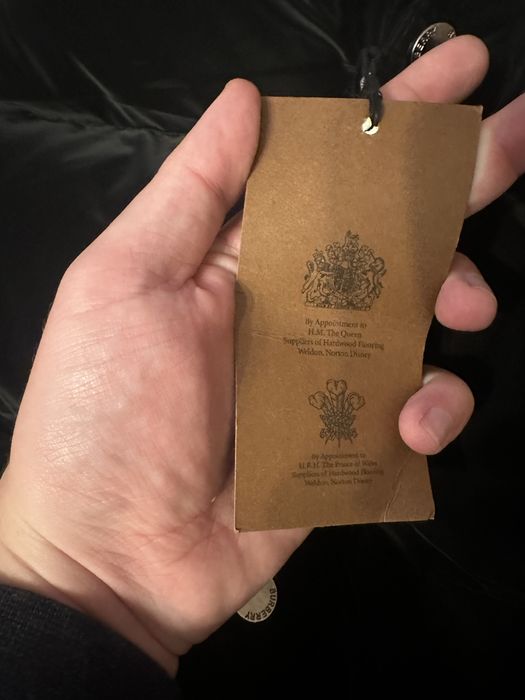 BURBERRY
By Appointment to
H.M. The Queen
Suppliers of Hardwood Flooring
Weldon, Norton Disney
By Appointment to
H.R.H. The Prince of Wales
Suppliers of Hardwood Flooring
Weldon, Norton Disney
BURBERRY